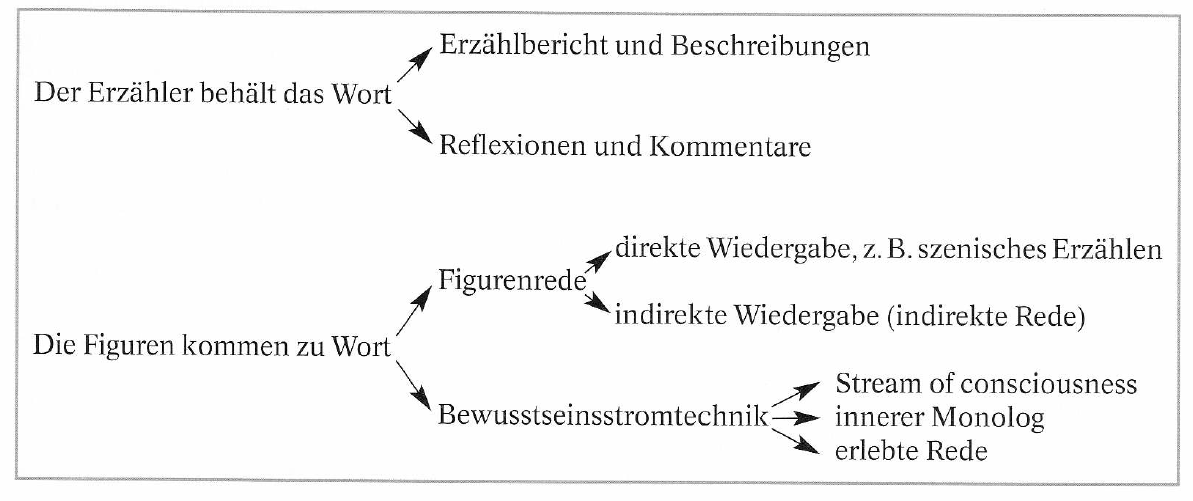 Erzählbericht und Beschreibungen
Der Erzähler behält das Wort
Reflexionen und Kommentare
direkte Wiedergabe, z. B. szenisches Erzählen
Figurenrede
indirekte Wiedergabe (indirekte Rede)
Die Figuren kommen zu Wort
Stream of consciousness
Bewusstseinsstromtechnik
innerer Monolog
erlebte Rede